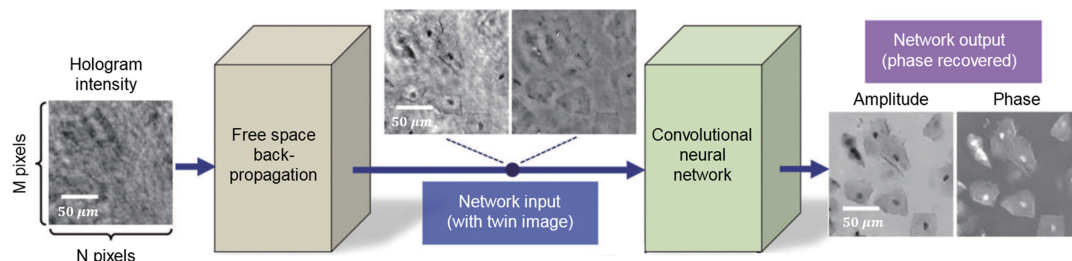 Hologram
intensity
M pixels
50 μm
N pixels
Free space
back-
propagation
50 μm
Network input
(with twin image)
Convolutional
neural
network
Network output
(phase recovered)
Amplitude
Phase
50 μm